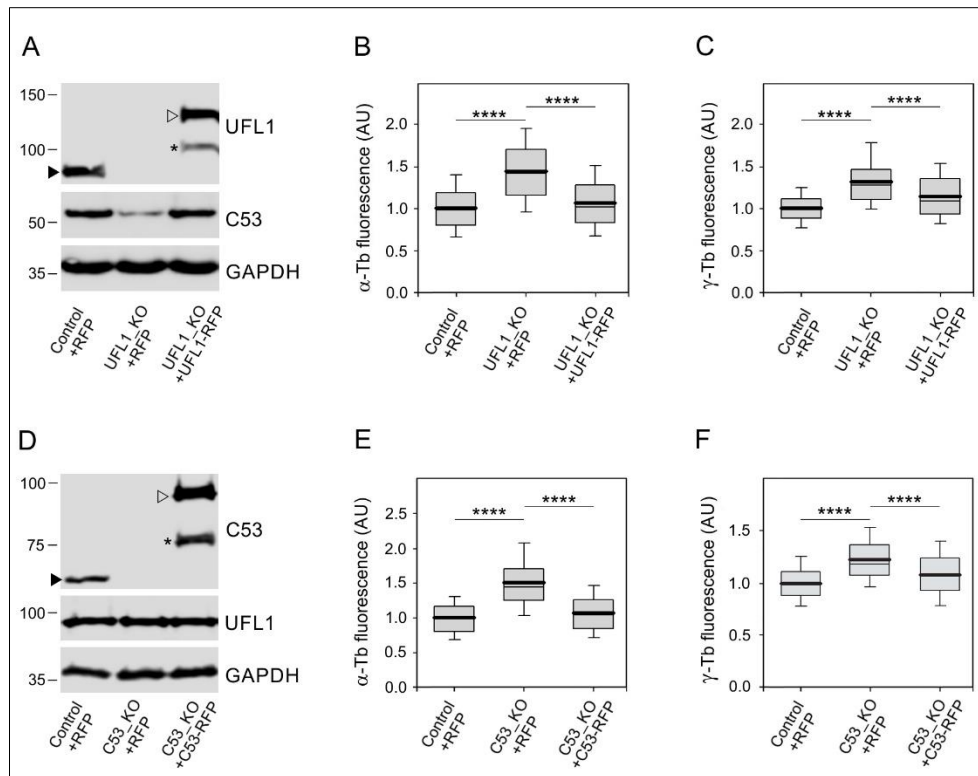 A
150
100
UFL1
*
50
C53
35
GAPDH
Control
+RFP
UFL1_KO
+RFP
UFL1_KO
+UFL1-RFP
B
α-Tb fluorescence (AU)
2.0
1.5
1.0
0.5
0.0
****
****
Control
+RFP
UFL1_KO
+RFP
UFL1_KO
+UFL1-RFP
C
γ-Tb fluorescence (AU)
2.0
1.5
1.0
0.5
0.0
****
****
Control
+RFP
UFL1_KO
+RFP
UFL1_KO
+UFL1-RFP
D
100
75
C53
*
100
UFL1
35
GAPDH
Control
+RFP
C53_KO
+RFP
C53_KO
+C53-RFP
E
α-Tb fluorescence (AU)
2.5
2.0
1.5
1.0
0.5
0.0
****
****
Control
+RFP
C53_KO
+RFP
C53_KO
+C53-RFP
F
γ-Tb fluorescence (AU)
1.5
1.0
0.5
0.0
****
****
Control
+RFP
C53_KO
+RFP
C53_KO
+C53-RFP